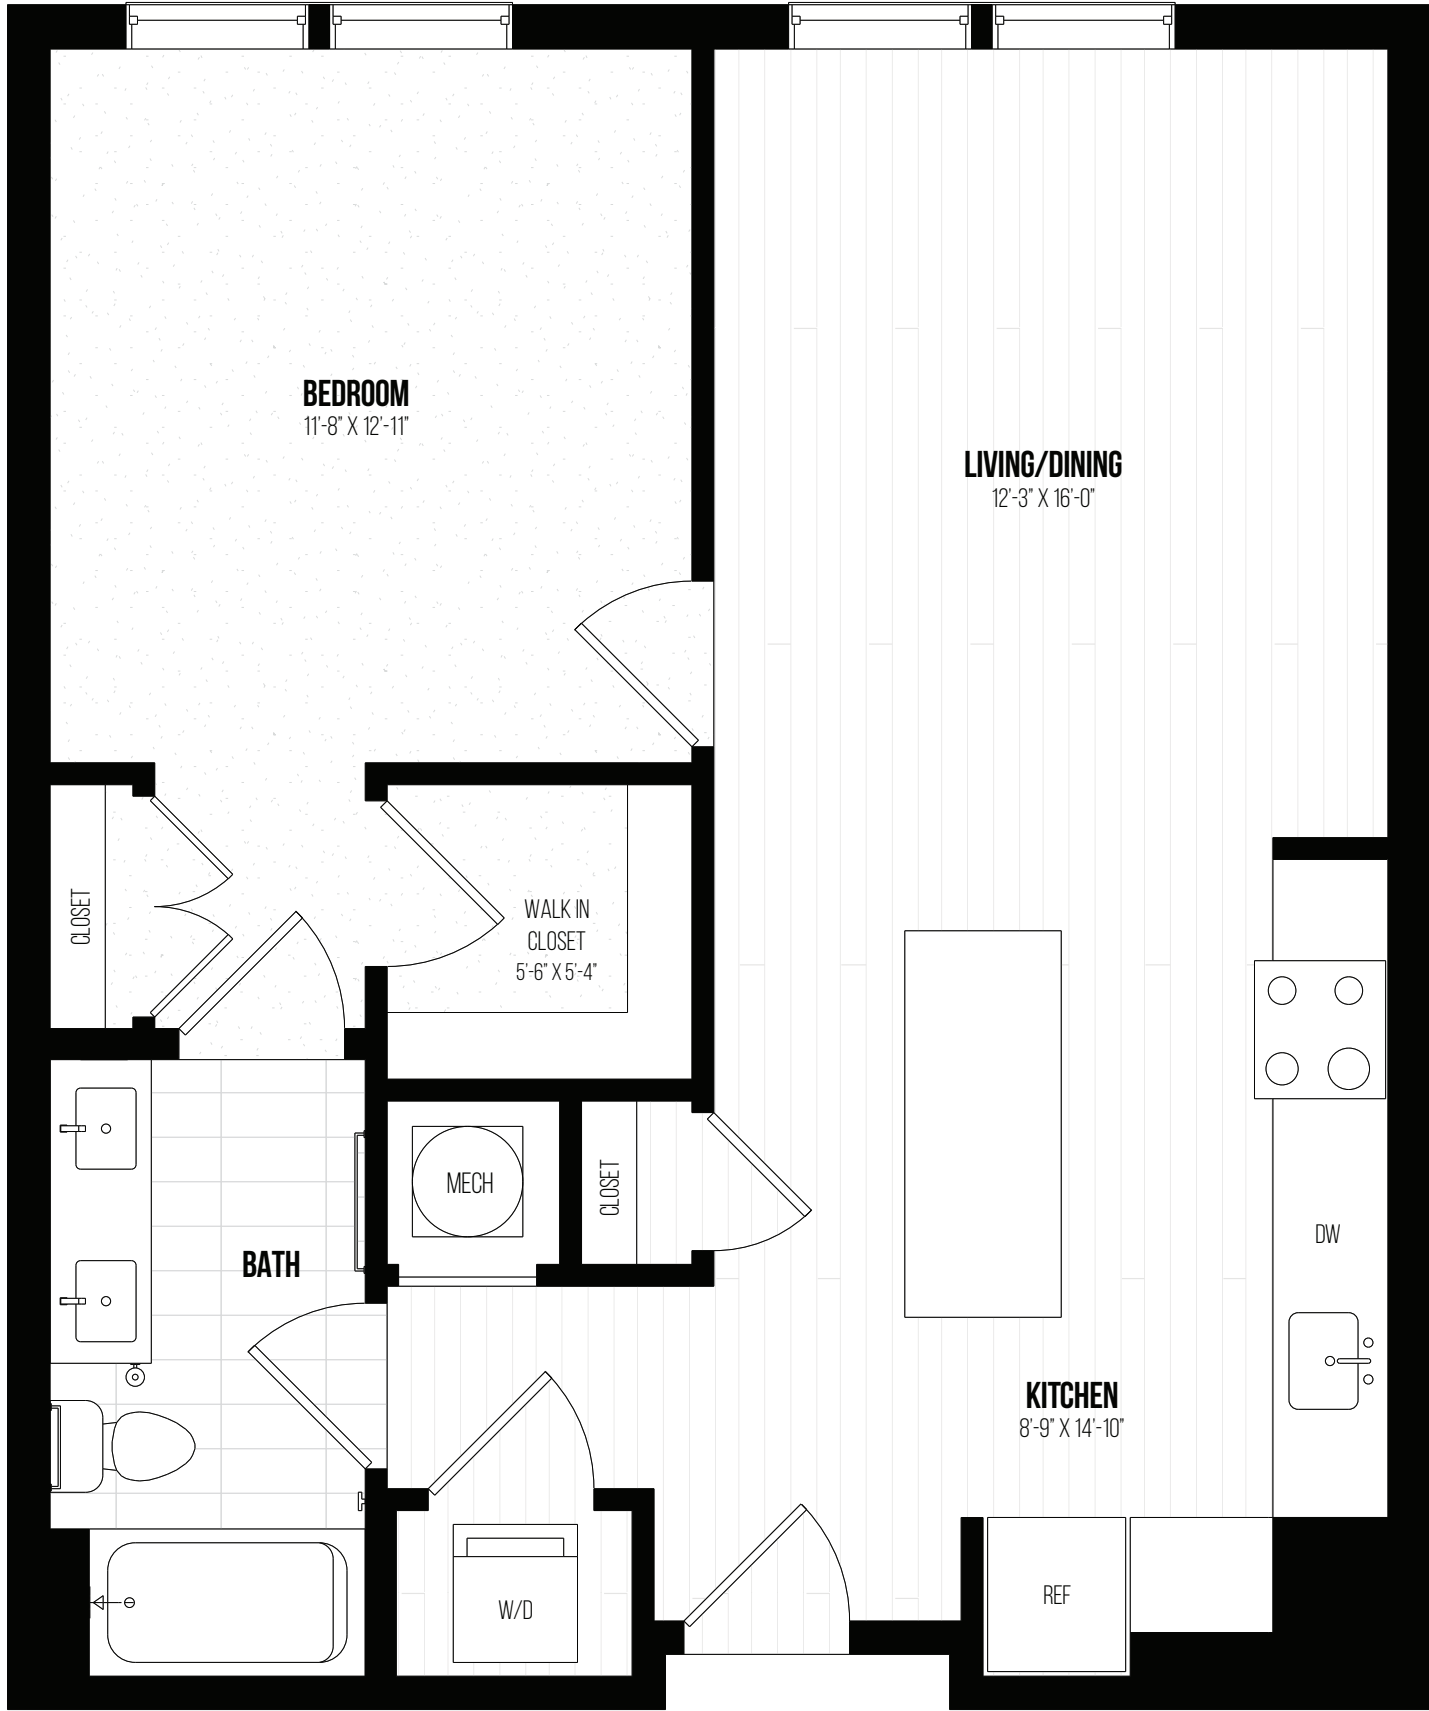 BEDROOM
11'-8" X 12'-11"
LIVING/DINING
12'-3" X 16'-0"
CLOSET
WALK IN
CLOSET
5'-6" X 5'-4"
MECH
CLOSET
DW
BATH
KITCHEN
8'-9" X 14'-10"
REF
W/D